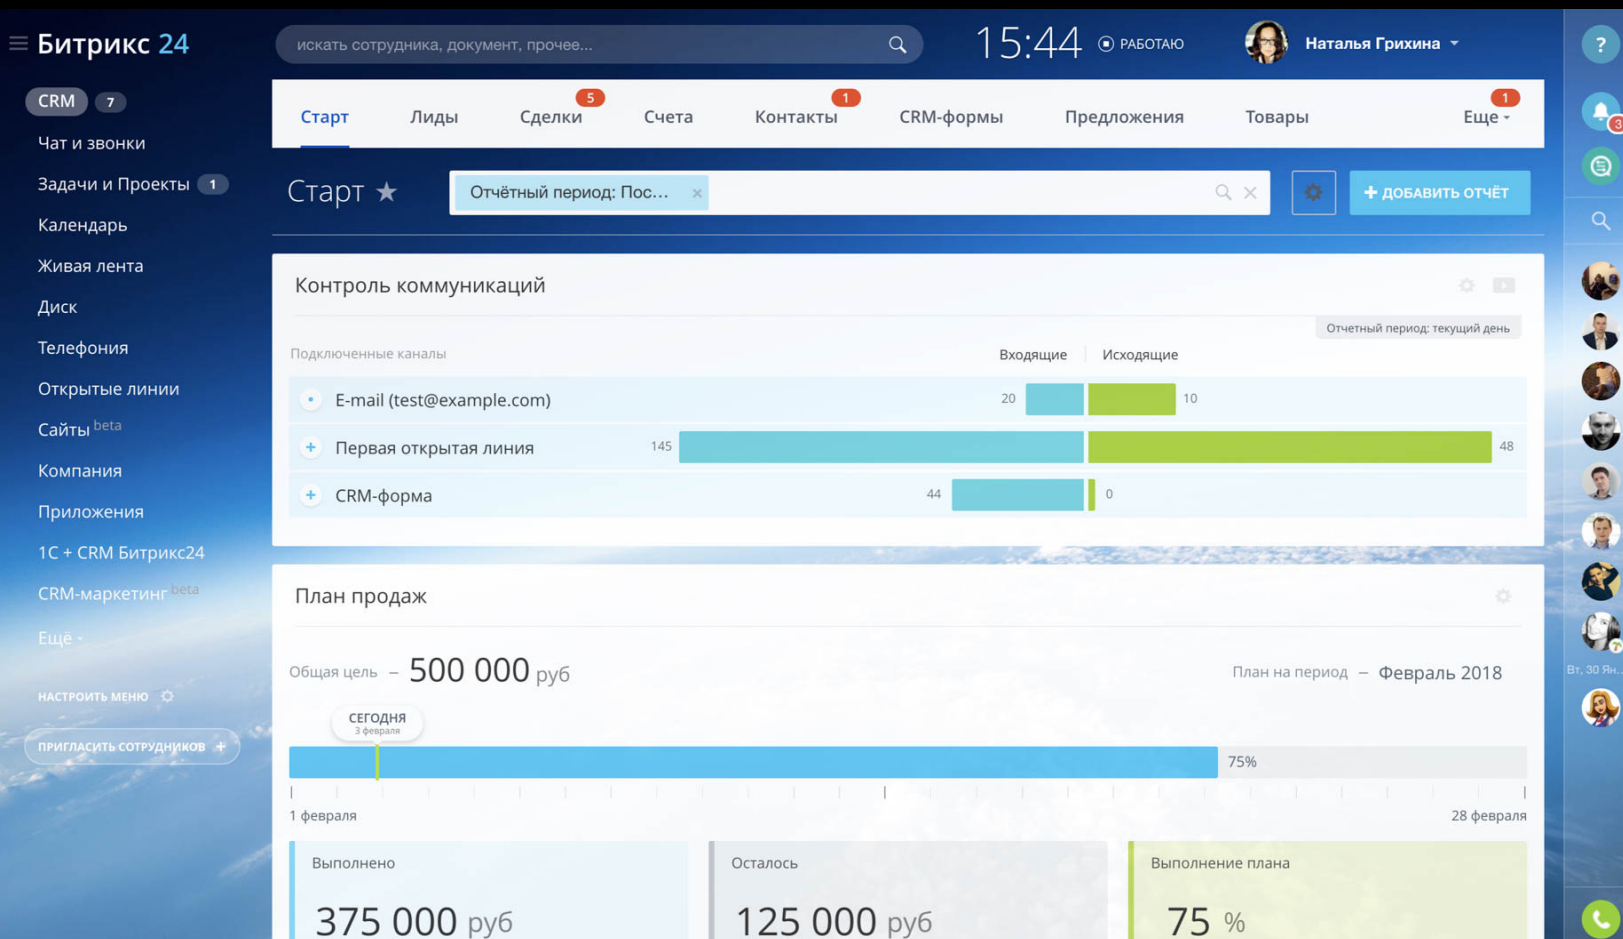 Битрикс 24
искать сотрудника, документ, прочее...
15:44 РАБОТАЮ
Наталья Грихина
?
CRM 7
Чат и звонки
Задачи и Проекты 1
Календарь
Живая лента
Диск
Телефония
Открытые линии
Сайты beta
Компания
Приложения
1С + CRM Битрикс24
CRM-маркетинг beta
Ещё
НАСТРОИТЬ МЕНЮ
ПРИГЛАСИТЬ СОТРУДНИКОВ +
Старт Лиды Сделки 5 Счета Контакты 1 CRM-формы Предложения Товары Еще 1
3
Старт
Отчётный период: Пос... ×
+ ДОБАВИТЬ ОТЧЁТ
Контроль коммуникаций
Отчетный период: текущий день
Подключенные каналы Входящие Исходящие
E-mail (test@example.com) 20 10
Первая открытая линия 145 48
CRM-форма 44 0
План продаж
Общая цель – 500 000 руб План на период – Февраль 2018
СЕГОДНЯ
3 февраля
75%
1 февраля 28 февраля
Выполнено
375 000 руб
Осталось
125 000 руб
Выполнение плана
75 %
Вт, 30 Ян...